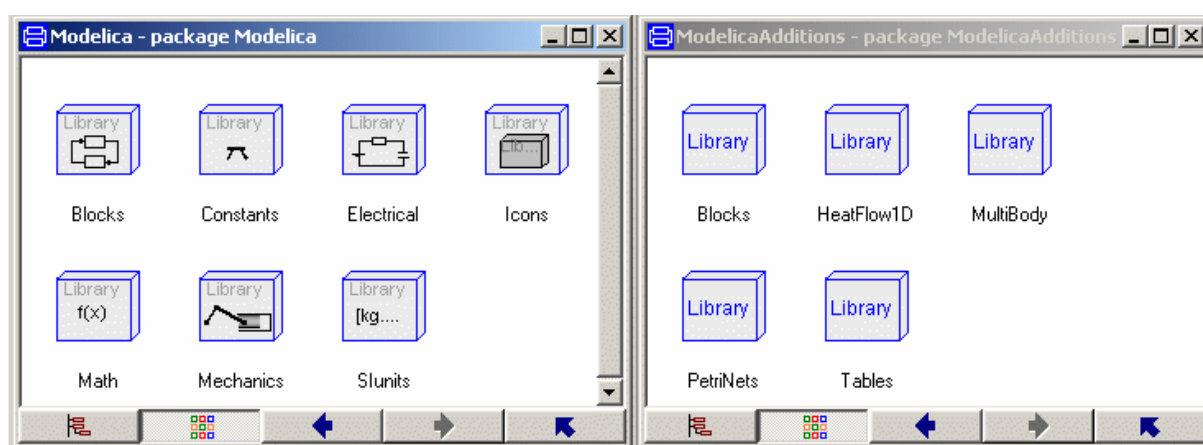 Modelica - package Modelica
Library Library Library Library
Lib...
Blocks Constants Electrical Icons
Library Library Library
f(x) [kg....
Math Mechanics SIunits
ModelicaAdditions - package ModelicaAdditions
Library Library Library
Blocks HeatFlow1D MultiBody
Library Library
PetriNets Tables